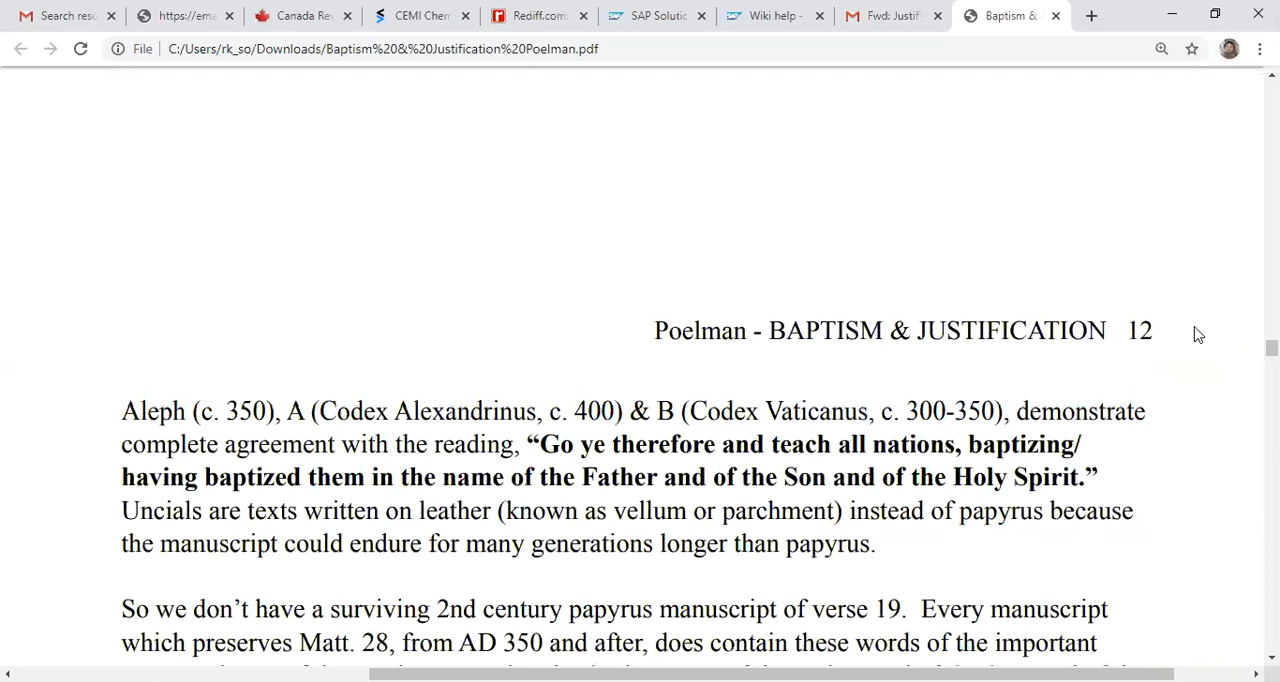 Search resu https://ema Canada Rev CEMI Chem Rediff.com: SAP Solutic Wiki help - Fwd: Justif Baptism &
File C:/Users/rk_so/Downloads/Baptism%20&%20Justification%20Poelman.pdf
Poelman - BAPTISM & JUSTIFICATION 12
Aleph (c. 350), A (Codex Alexandrinus, c. 400) & B (Codex Vaticanus, c. 300-350), demonstrate
complete agreement with the reading, “Go ye therefore and teach all nations, baptizing/
having baptized them in the name of the Father and of the Son and of the Holy Spirit.”
Uncials are texts written on leather (known as vellum or parchment) instead of papyrus because
the manuscript could endure for many generations longer than papyrus.
So we don’t have a surviving 2nd century papyrus manuscript of verse 19. Every manuscript
which preserves Matt. 28, from AD 350 and after, does contain these words of the important